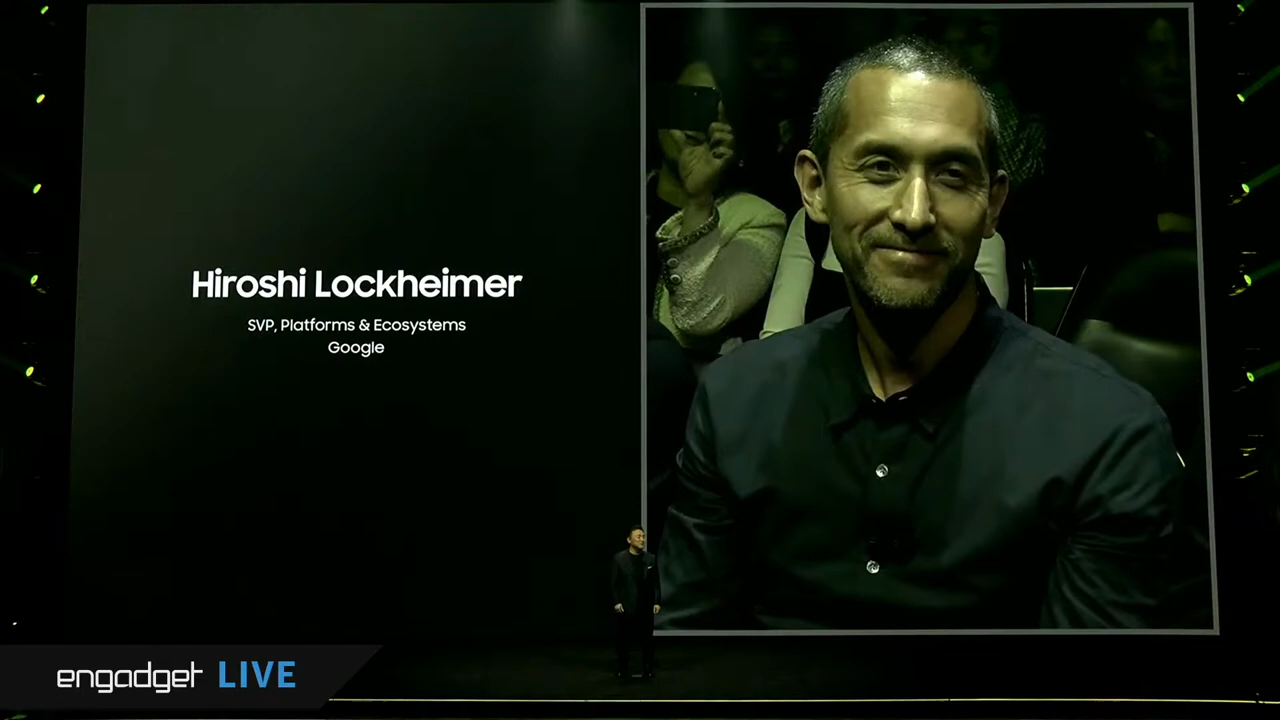 Hiroshi Lockheimer
SVP, Platforms & Ecosystems
Google
engadget LIVE